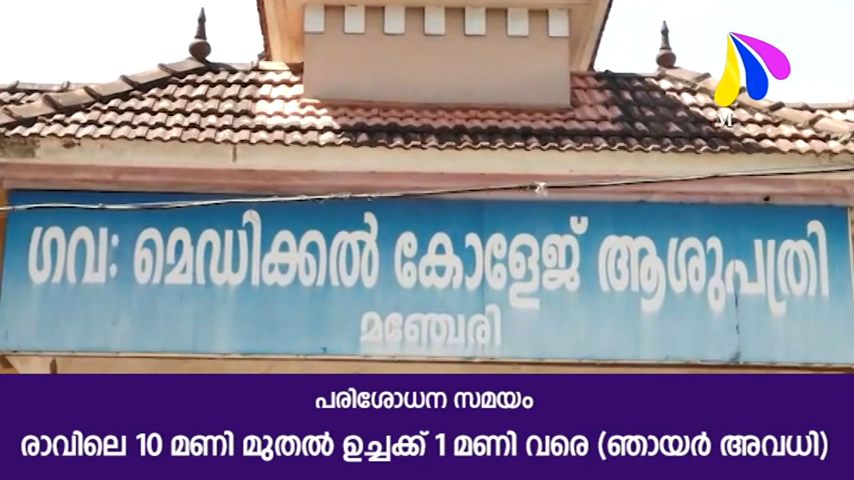 M
ഗവ: മെഡിക്കൽ കോളേജ് ആശുപത്രി
മഞ്ചേരി
പരിശോധന സമയം
രാവിലെ 10 മണി മുതൽ ഉച്ചക്ക് 1 മണി വരെ (ഞായർ അവധി)